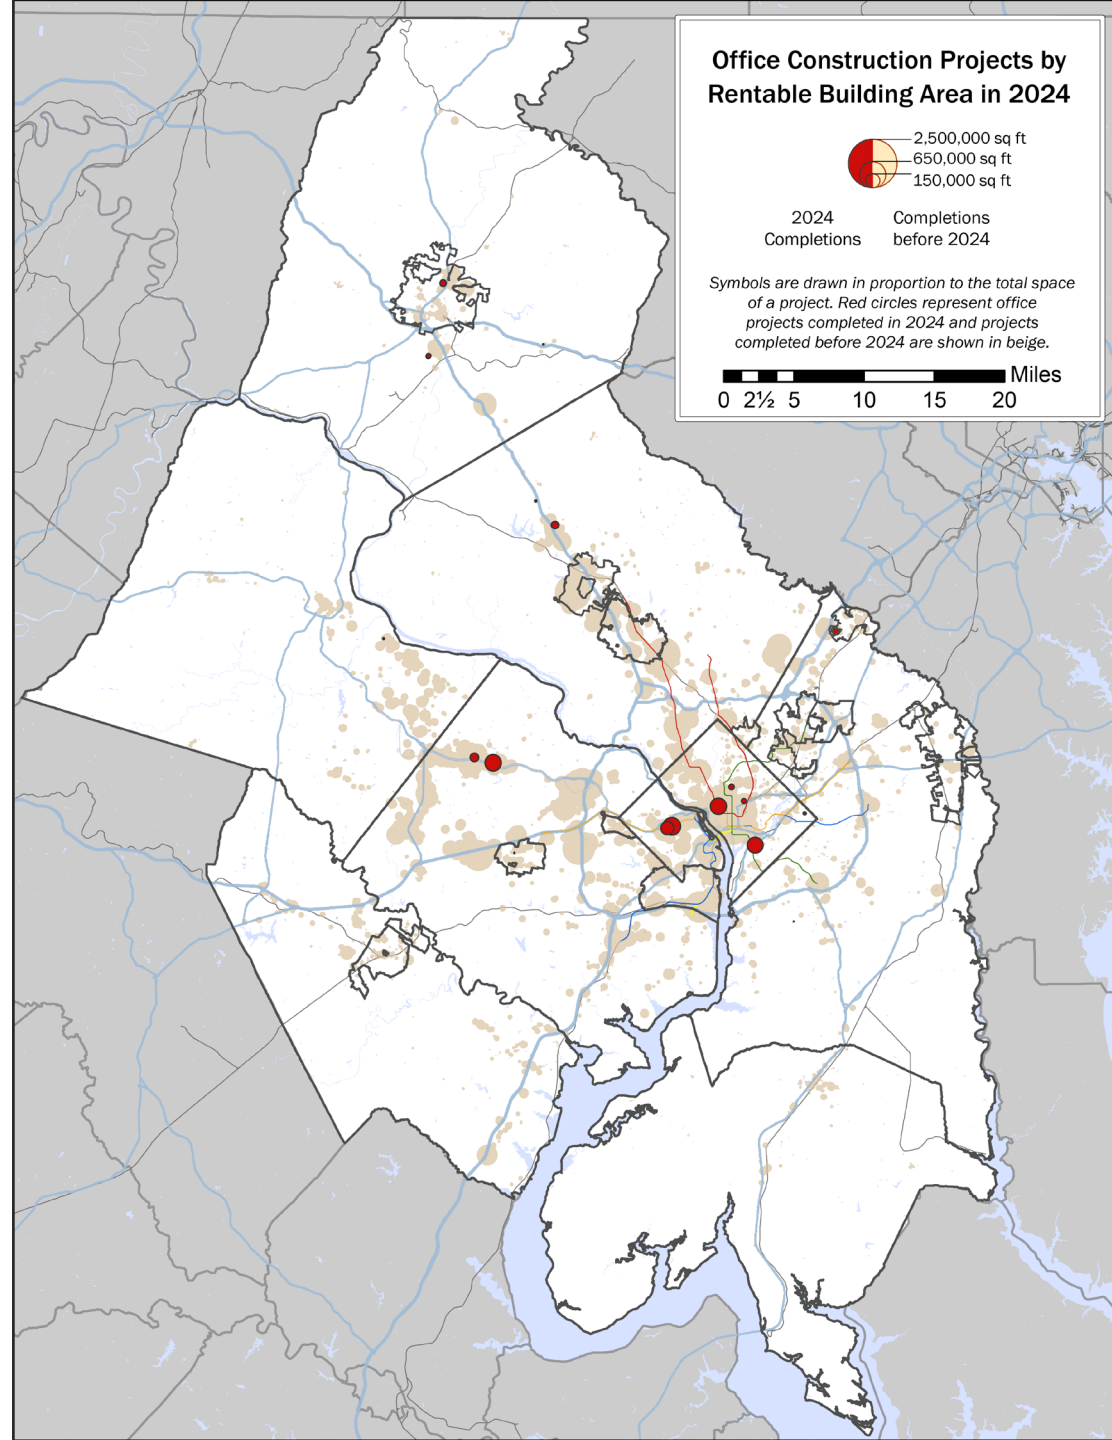 Office Construction Projects by
Rentable Building Area in 2024
2,500,000 sq ft
650,000 sq ft
150,000 sq ft
2024
Completions
Completions
before 2024
Symbols are drawn in proportion to the total space
of a project. Red circles represent office
projects completed in 2024 and projects
completed before 2024 are shown in beige.
Miles
0 2½ 5 10 15 20